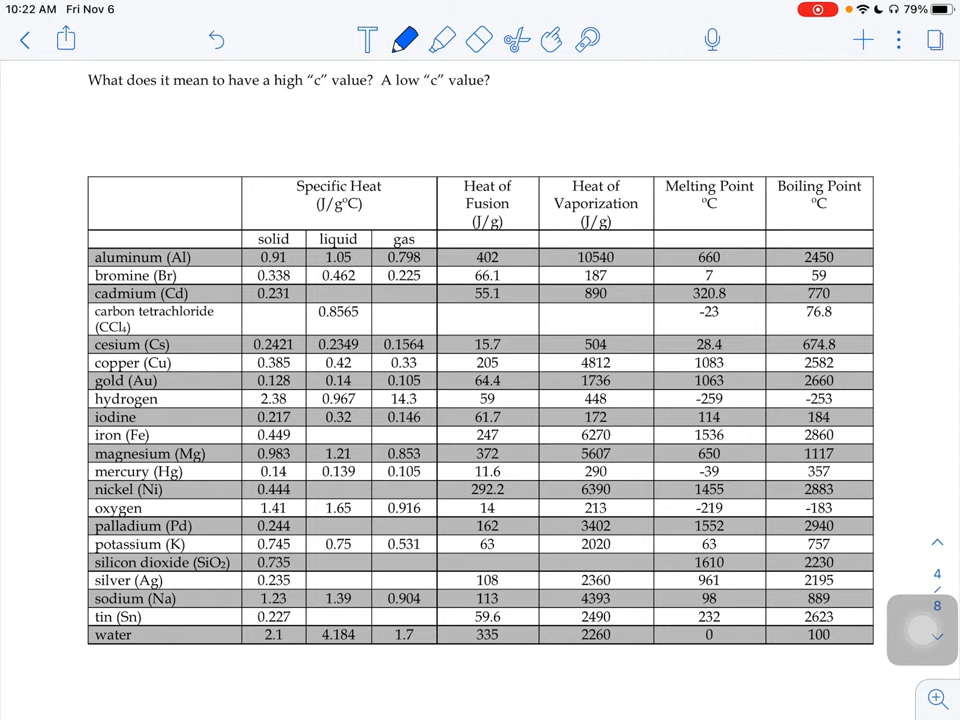 10:22 AM Fri Nov 6
79%
T
What does it mean to have a high “c” value? A low “c” value?
Specific Heat (J/gºC) Heat of Fusion (J/g) Heat of Vaporization (J/g) Melting Point ºC Boiling Point ºC
solid liquid gas
aluminum (Al) 0.91 1.05 0.798 402 10540 660 2450
bromine (Br) 0.338 0.462 0.225 66.1 187 7 59
cadmium (Cd) 0.231 55.1 890 320.8 770
carbon tetrachloride (CCl₄) 0.8565 -23 76.8
cesium (Cs) 0.2421 0.2349 0.1564 15.7 504 28.4 674.8
copper (Cu) 0.385 0.42 0.33 205 4812 1083 2582
gold (Au) 0.128 0.14 0.105 64.4 1736 1063 2660
hydrogen 2.38 0.967 14.3 59 448 -259 -253
iodine 0.217 0.32 0.146 61.7 172 114 184
iron (Fe) 0.449 247 6270 1536 2860
magnesium (Mg) 0.983 1.21 0.853 372 5607 650 1117
mercury (Hg) 0.14 0.139 0.105 11.6 290 -39 357
nickel (Ni) 0.444 292.2 6390 1455 2883
oxygen 1.41 1.65 0.916 14 213 -219 -183
palladium (Pd) 0.244 162 3402 1552 2940
potassium (K) 0.745 0.75 0.531 63 2020 63 757
silicon dioxide (SiO₂) 0.735 1610 2230
silver (Ag) 0.235 108 2360 961 2195
sodium (Na) 1.23 1.39 0.904 113 4393 98 889
tin (Sn) 0.227 59.6 2490 232 2623
water 2.1 4.184 1.7 335 2260 0 100
4
/
8